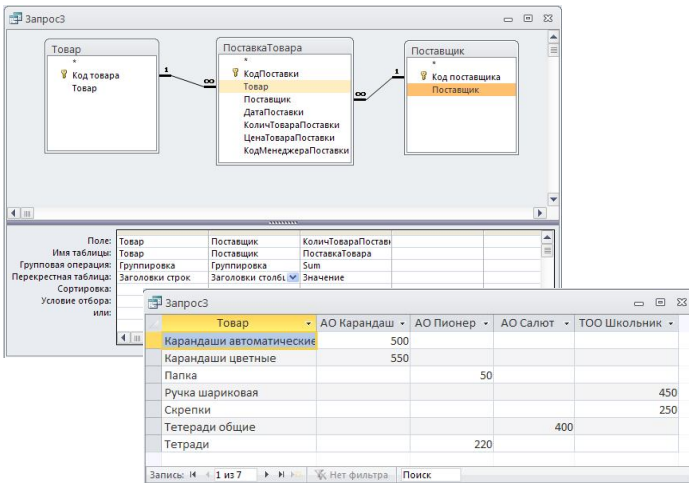 Запрос3
Товар
*
Код товара
Товар
1
∞
ПоставкаТовара
*
КодПоставки
Товар
Поставщик
ДатаПоставки
КоличТовараПоставки
ЦенаТовараПоставки
КодМенеджераПоставки
∞
1
Поставщик
*
Код поставщика
Поставщик
Поле: Товар Поставщик КоличТовараПостав
Имя таблицы: Товар Поставщик ПоставкаТовара
Групповая операция: Группировка Группировка Sum
Перекрестная таблица: Заголовки строк Заголовки столбц Значение
Сортировка:
Условие отбора:
или:
Запрос3
Товар АО Карандаш АО Пионер АО Салют ТОО Школьник
Карандаши автоматические 500
Карандаши цветные 550
Папка 50
Ручка шариковая 450
Скрепки 250
Тетеради общие 400
Тетради 220
Запись: 1 из 7 Нет фильтра Поиск